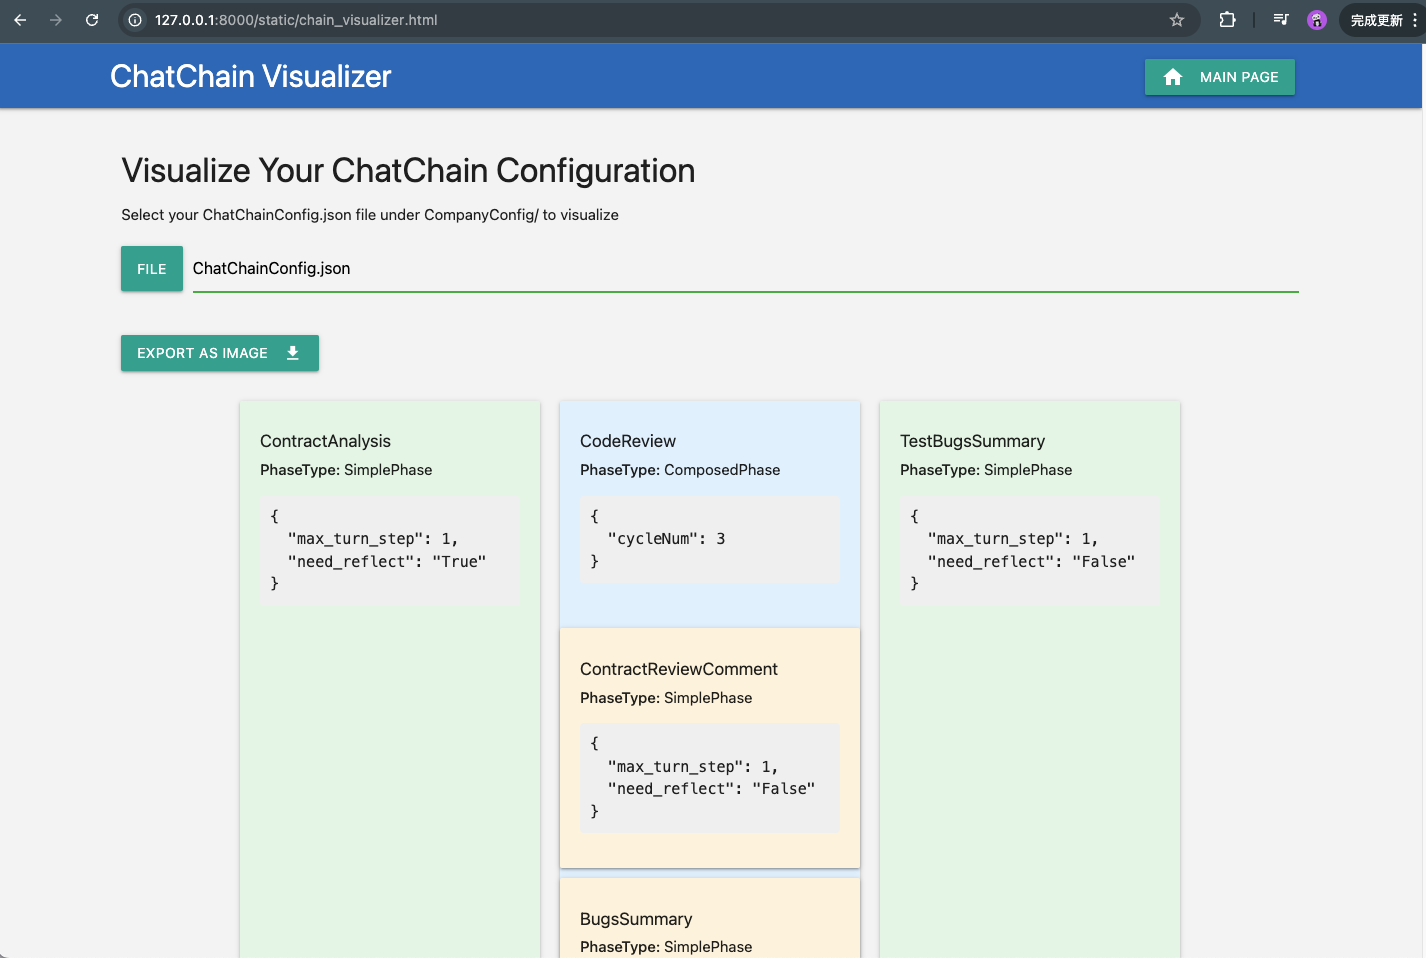 127.0.0.1:8000/static/chain_visualizer.html
完成更新
ChatChain Visualizer
MAIN PAGE
Visualize Your ChatChain Configuration
Select your ChatChainConfig.json file under CompanyConfig/ to visualize
FILE
ChatChainConfig.json
EXPORT AS IMAGE
ContractAnalysis
PhaseType: SimplePhase
{
"max_turn_step": 1,
"need_reflect": "True"
}
CodeReview
PhaseType: ComposedPhase
{
"cycleNum": 3
}
ContractReviewComment
PhaseType: SimplePhase
{
"max_turn_step": 1,
"need_reflect": "False"
}
BugsSummary
PhaseType: SimplePhase
TestBugsSummary
PhaseType: SimplePhase
{
"max_turn_step": 1,
"need_reflect": "False"
}